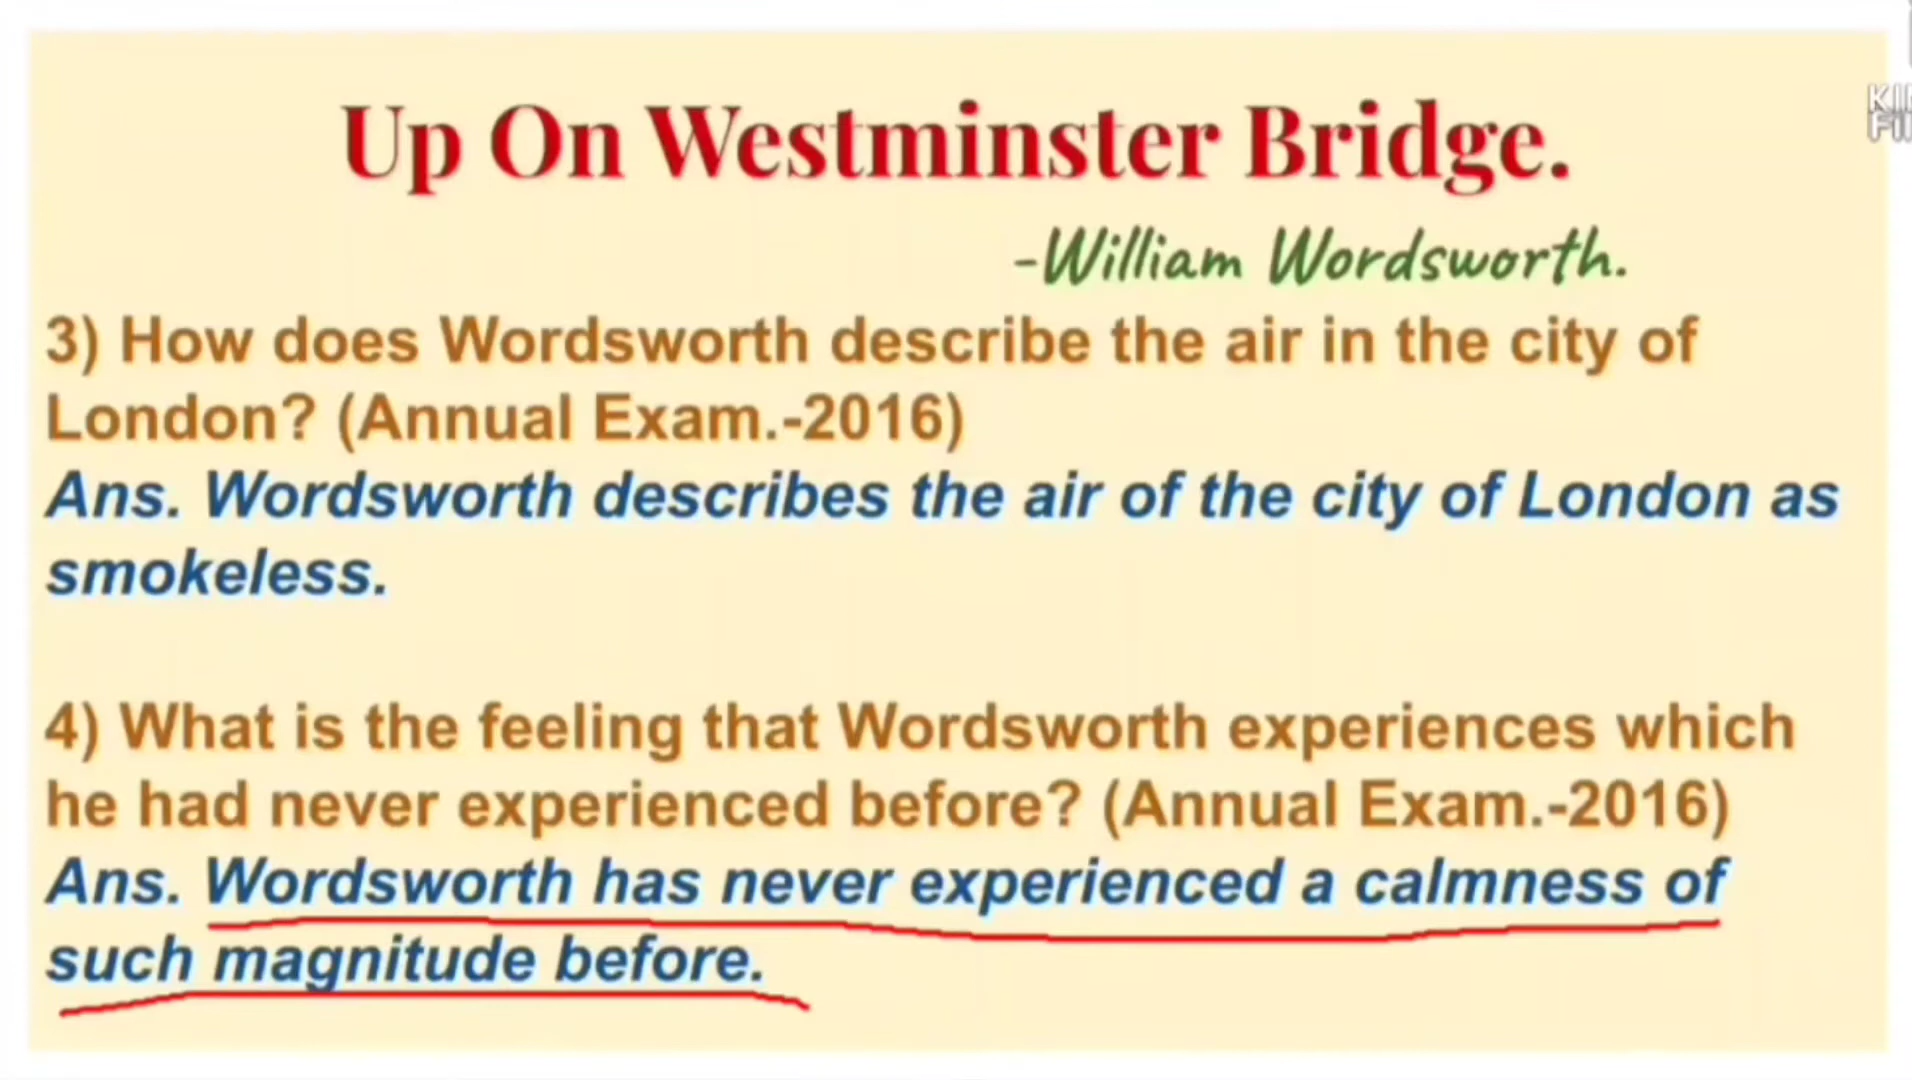 Up On Westminster Bridge.
-William Wordsworth.
3) How does Wordsworth describe the air in the city of
London? (Annual Exam.-2016)
Ans. Wordsworth describes the air of the city of London as
smokeless.
4) What is the feeling that Wordsworth experiences which
he had never experienced before? (Annual Exam.-2016)
Ans. Wordsworth has never experienced a calmness of
such magnitude before.